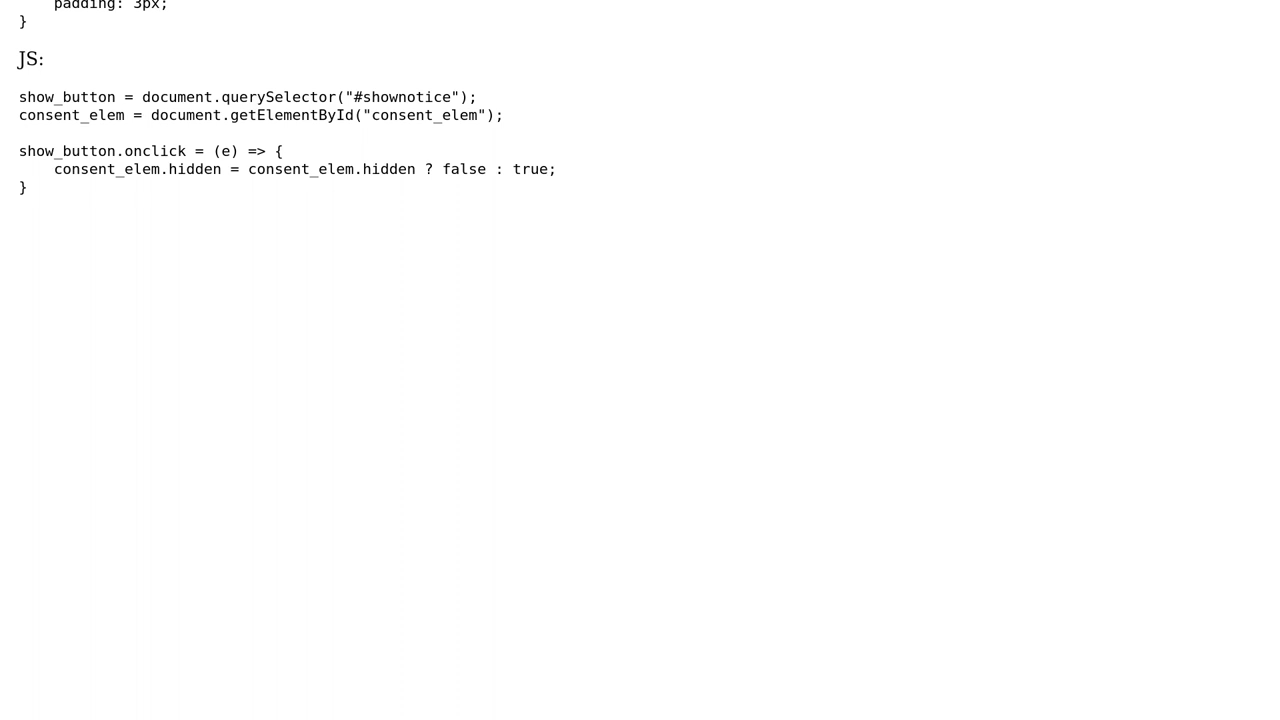 padding: 3px;
}
JS:
show_button = document.querySelector("#shownotice");
consent_elem = document.getElementById("consent_elem");
show_button.onclick = (e) => {
    consent_elem.hidden = consent_elem.hidden ? false : true;
}